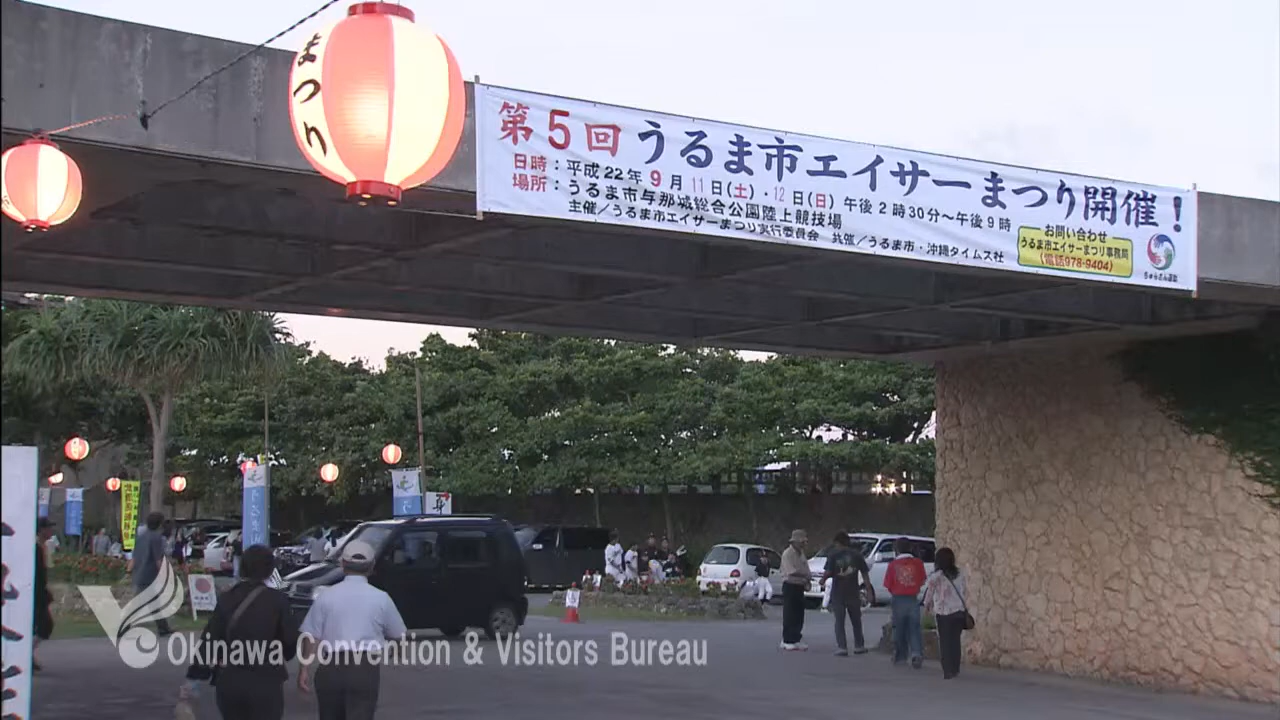 まつり
第5回 うるま市エイサーまつり開催！
日時：平成22年9月11日(土)・12日(日) 午後2時30分～午後9時
場所：うるま市与那城総合公園陸上競技場
主催／うるま市エイサーまつり実行委員会 共催／うるま市・沖縄タイムス社
お問い合わせ
うるま市エイサーまつり事務局
(電話978-9404)
Okinawa Convention & Visitors Bureau